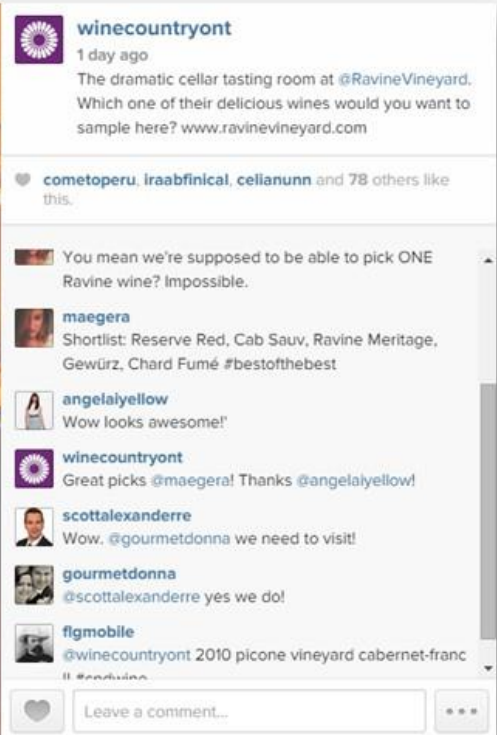 winecountryont
1 day ago
The dramatic cellar tasting room at @RavineVineyard.
Which one of their delicious wines would you want to
sample here? www.ravinevineyard.com
cometoperu, iraabfinical, celianunn and 78 others like
this.
You mean we're supposed to be able to pick ONE
Ravine wine? Impossible.
maegera
Shortlist: Reserve Red, Cab Sauv, Ravine Meritage,
Gewürz, Chard Fumé #bestofthebest
angelaiyellow
Wow looks awesome!'
winecountryont
Great picks @maegera! Thanks @angelaiyellow!
scottalexanderre
Wow. @gourmetdonna we need to visit!
gourmetdonna
@scottalexanderre yes we do!
flgmobile
@winecountryont 2010 picone vineyard cabernet-franc
Leave a comment...